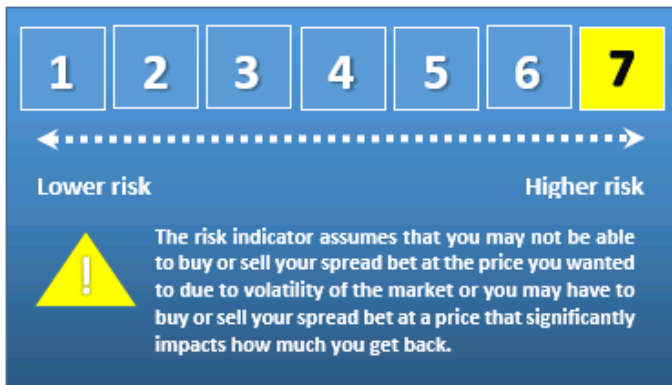 1 2 3 4 5 6 7
Lower risk Higher risk
!
The risk indicator assumes that you may not be able
to buy or sell your spread bet at the price you wanted
to due to volatility of the market or you may have to
buy or sell your spread bet at a price that significantly
impacts how much you get back.